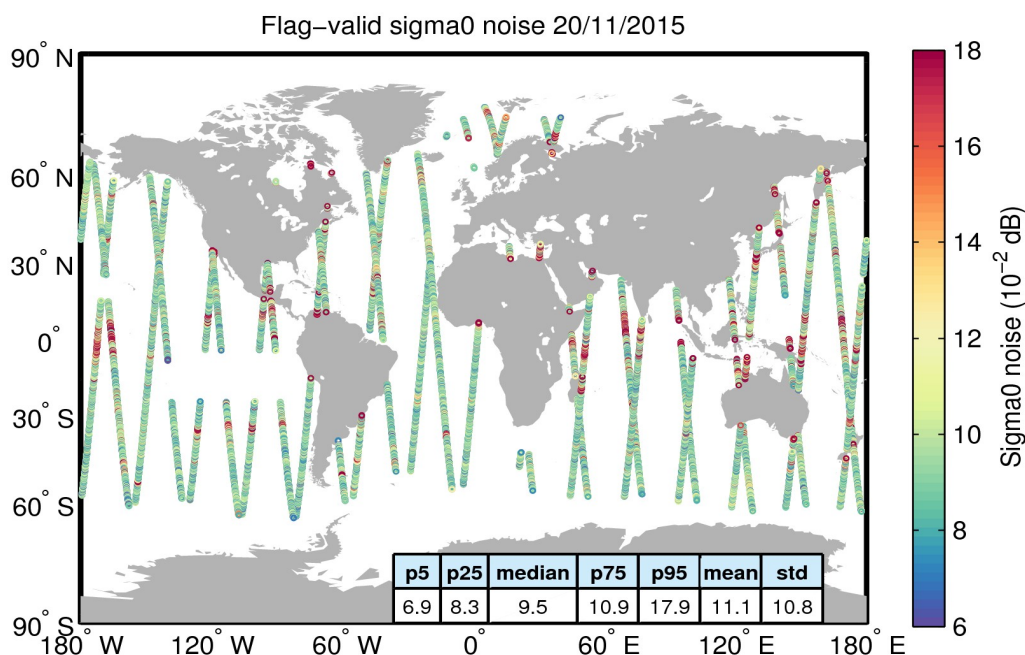 Flag−valid sigma0 noise 20/11/2015
90° N
60° N
30° N
0°
30° S
60° S
90° S
180° W
120° W
60° W
0°
60° E
120° E
180° E
p5 p25 median p75 p95 mean std
6.9 8.3 9.5 10.9 17.9 11.1 10.8
18
16
14
12
10
8
6
Sigma0 noise (10⁻² dB)